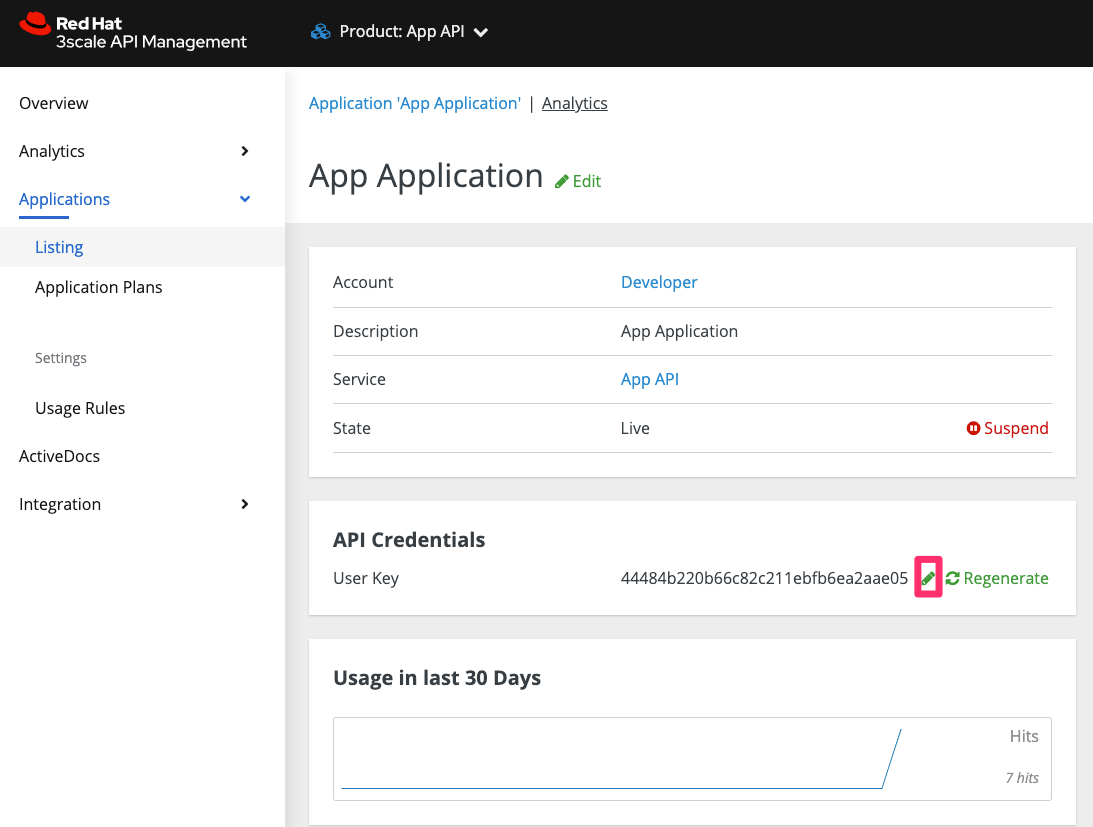 Red Hat
3scale API Management
Product: App API
Overview
Analytics
Applications
Listing
Application Plans
Settings
Usage Rules
ActiveDocs
Integration
Application 'App Application' | Analytics
App Application Edit
Account Developer
Description App Application
Service App API
State Live Suspend
API Credentials
User Key 44484b220b66c82c211ebfb6ea2aae05 Regenerate
Usage in last 30 Days
Hits
7 hits